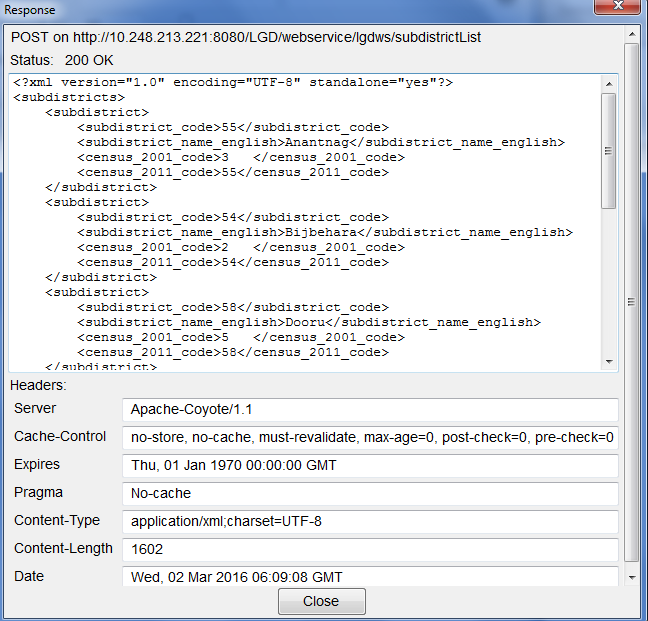 Response
POST on http://10.248.213.221:8080/LGD/webservice/lgdws/subdistrictList
Status: 200 OK
<?xml version="1.0" encoding="UTF-8" standalone="yes"?>
<subdistricts>
    <subdistrict>
        <subdistrict_code>55</subdistrict_code>
        <subdistrict_name_english>Anantnag</subdistrict_name_english>
        <census_2001_code>3   </census_2001_code>
        <census_2011_code>55</census_2011_code>
    </subdistrict>
    <subdistrict>
        <subdistrict_code>54</subdistrict_code>
        <subdistrict_name_english>Bijbehara</subdistrict_name_english>
        <census_2001_code>2   </census_2001_code>
        <census_2011_code>54</census_2011_code>
    </subdistrict>
    <subdistrict>
        <subdistrict_code>58</subdistrict_code>
        <subdistrict_name_english>Dooru</subdistrict_name_english>
        <census_2001_code>5   </census_2001_code>
        <census_2011_code>58</census_2011_code>
    </subdistrict>
Headers:
Server Apache-Coyote/1.1
Cache-Control no-store, no-cache, must-revalidate, max-age=0, post-check=0, pre-check=0
Expires Thu, 01 Jan 1970 00:00:00 GMT
Pragma No-cache
Content-Type application/xml;charset=UTF-8
Content-Length 1602
Date Wed, 02 Mar 2016 06:09:08 GMT
Close